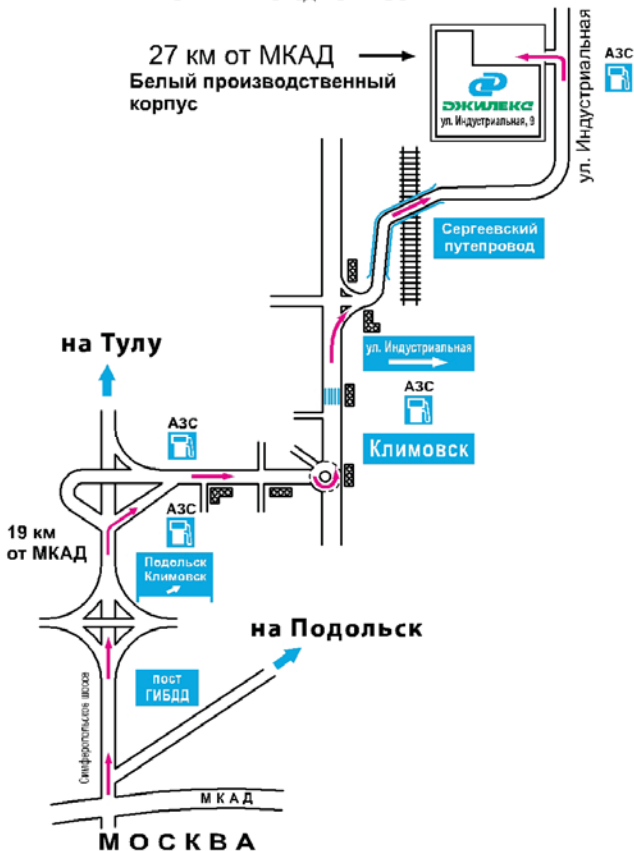 27 км от МКАД
Белый производственный
корпус
ДЖИЛЕКС
ул. Индустриальная, 9
АЗС
ул. Индустриальная
Сергеевский
путепровод
на Тулу
ул. Индустриальная
АЗС
Климовск
АЗС
АЗС
19 км
от МКАД
Подольск
Климовск
на Подольск
пост
ГИБДД
Симферопольское шоссе
МКАД
МОСКВА